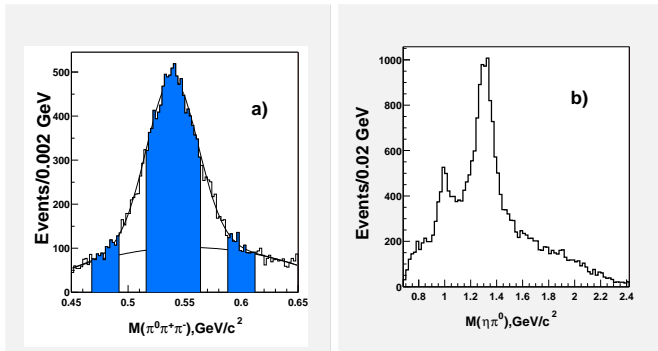 a)
Events/0.002 GeV
500
400
300
200
100
0
0.45 0.5 0.55 0.6 0.65
M(π⁰π⁺π⁻),GeV/c²
b)
Events/0.02 GeV
1000
800
600
400
200
0
0.8 1 1.2 1.4 1.6 1.8 2 2.2 2.4
M(ηπ⁰),GeV/c²